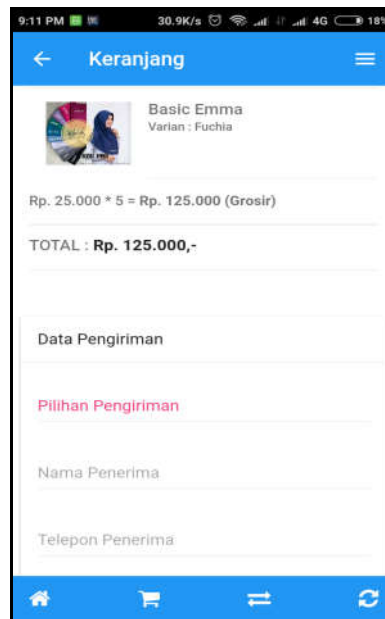 9:11 PM 30.9K/s 4G 18%
Keranjang
Basic Emma
Varian : Fuchia
Rp. 25.000 * 5 = Rp. 125.000 (Grosir)
TOTAL : Rp. 125.000,-
Data Pengiriman
Pilihan Pengiriman
Nama Penerima
Telepon Penerima